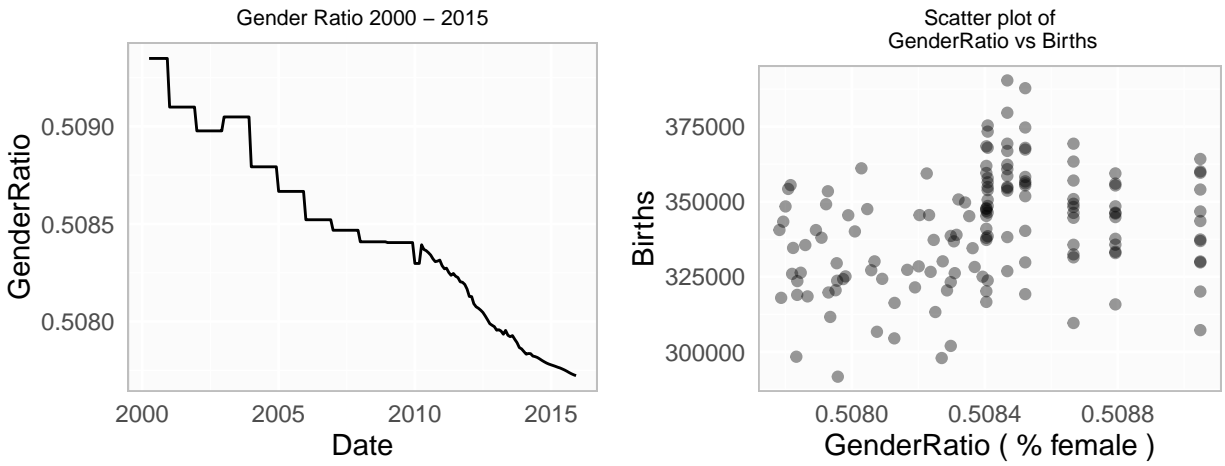 Gender Ratio 2000 − 2015
GenderRatio
0.5090
0.5085
0.5080
2000
2005
2010
2015
Date
Scatter plot of
GenderRatio vs Births
Births
375000
350000
325000
300000
0.5080
0.5084
0.5088
GenderRatio ( % female )